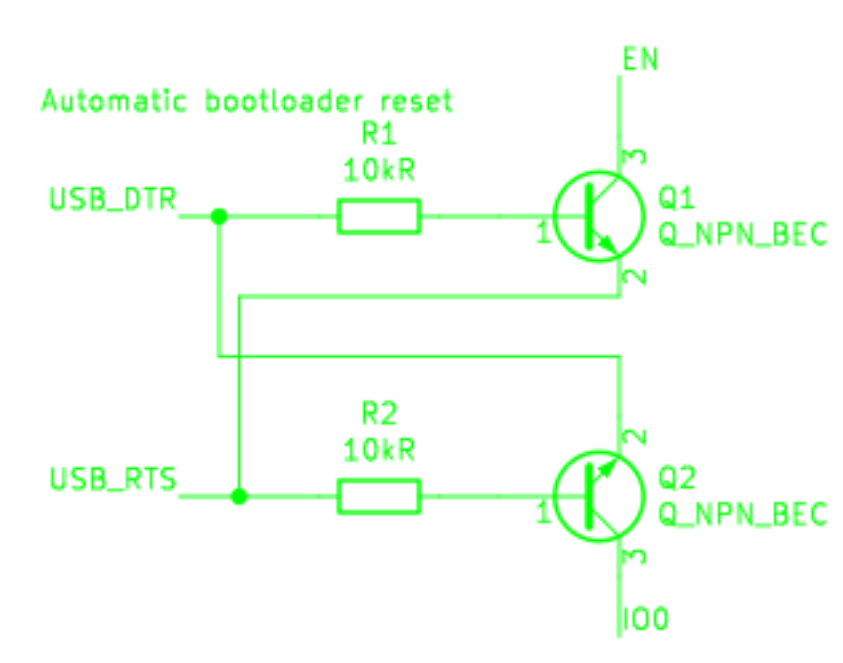 EN
Automatic bootloader reset
R1
10kR
3
USB_DTR
Q1
1
Q_NPN_BEC
2
R2
10kR
2
USB_RTS
Q2
1
Q_NPN_BEC
3
IO0